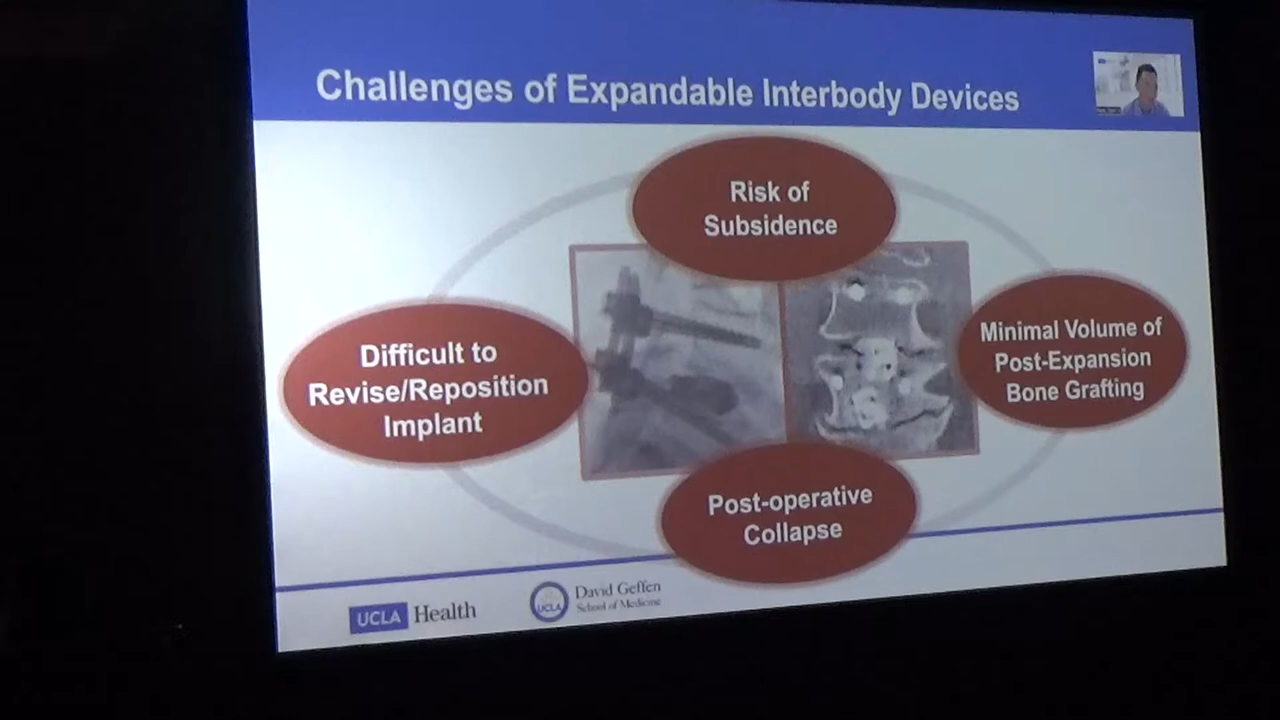 Challenges of Expandable Interbody Devices
Risk of
Subsidence
Difficult to
Revise/Reposition
Implant
Minimal Volume of
Post-Expansion
Bone Grafting
Post-operative
Collapse
UCLA Health
UCLA
David Geffen
School of Medicine